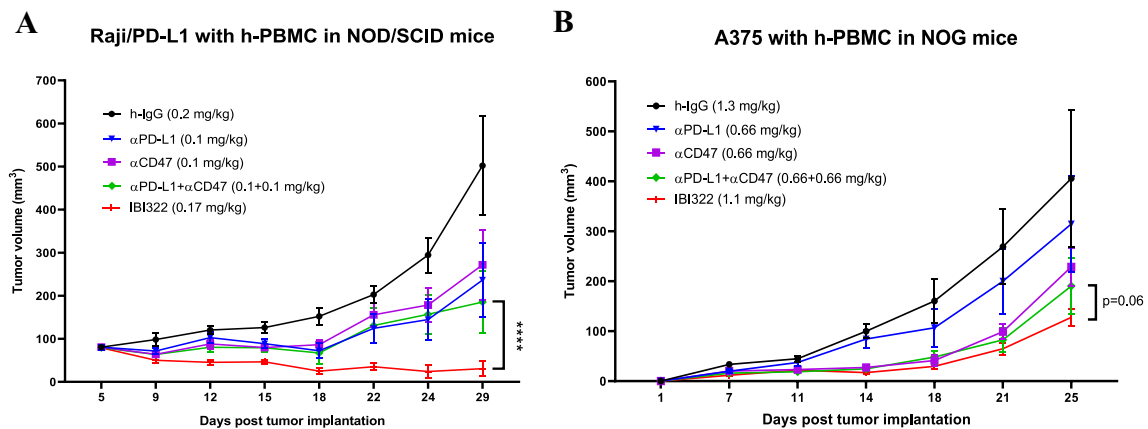 A
Raji/PD-L1 with h-PBMC in NOD/SCID mice
700
600
500
400
300
200
100
0
Tumor volume (mm³)
h-IgG (0.2 mg/kg)
αPD-L1 (0.1 mg/kg)
αCD47 (0.1 mg/kg)
αPD-L1+αCD47 (0.1+0.1 mg/kg)
IBI322 (0.17 mg/kg)
****
5 9 12 15 18 22 24 29
Days post tumor implantation
B
A375 with h-PBMC in NOG mice
600
500
400
300
200
100
0
Tumor volume (mm³)
h-IgG (1.3 mg/kg)
αPD-L1 (0.66 mg/kg)
αCD47 (0.66 mg/kg)
αPD-L1+αCD47 (0.66+0.66 mg/kg)
IBI322 (1.1 mg/kg)
p=0.06
1 7 11 14 18 21 25
Days post tumor implantation